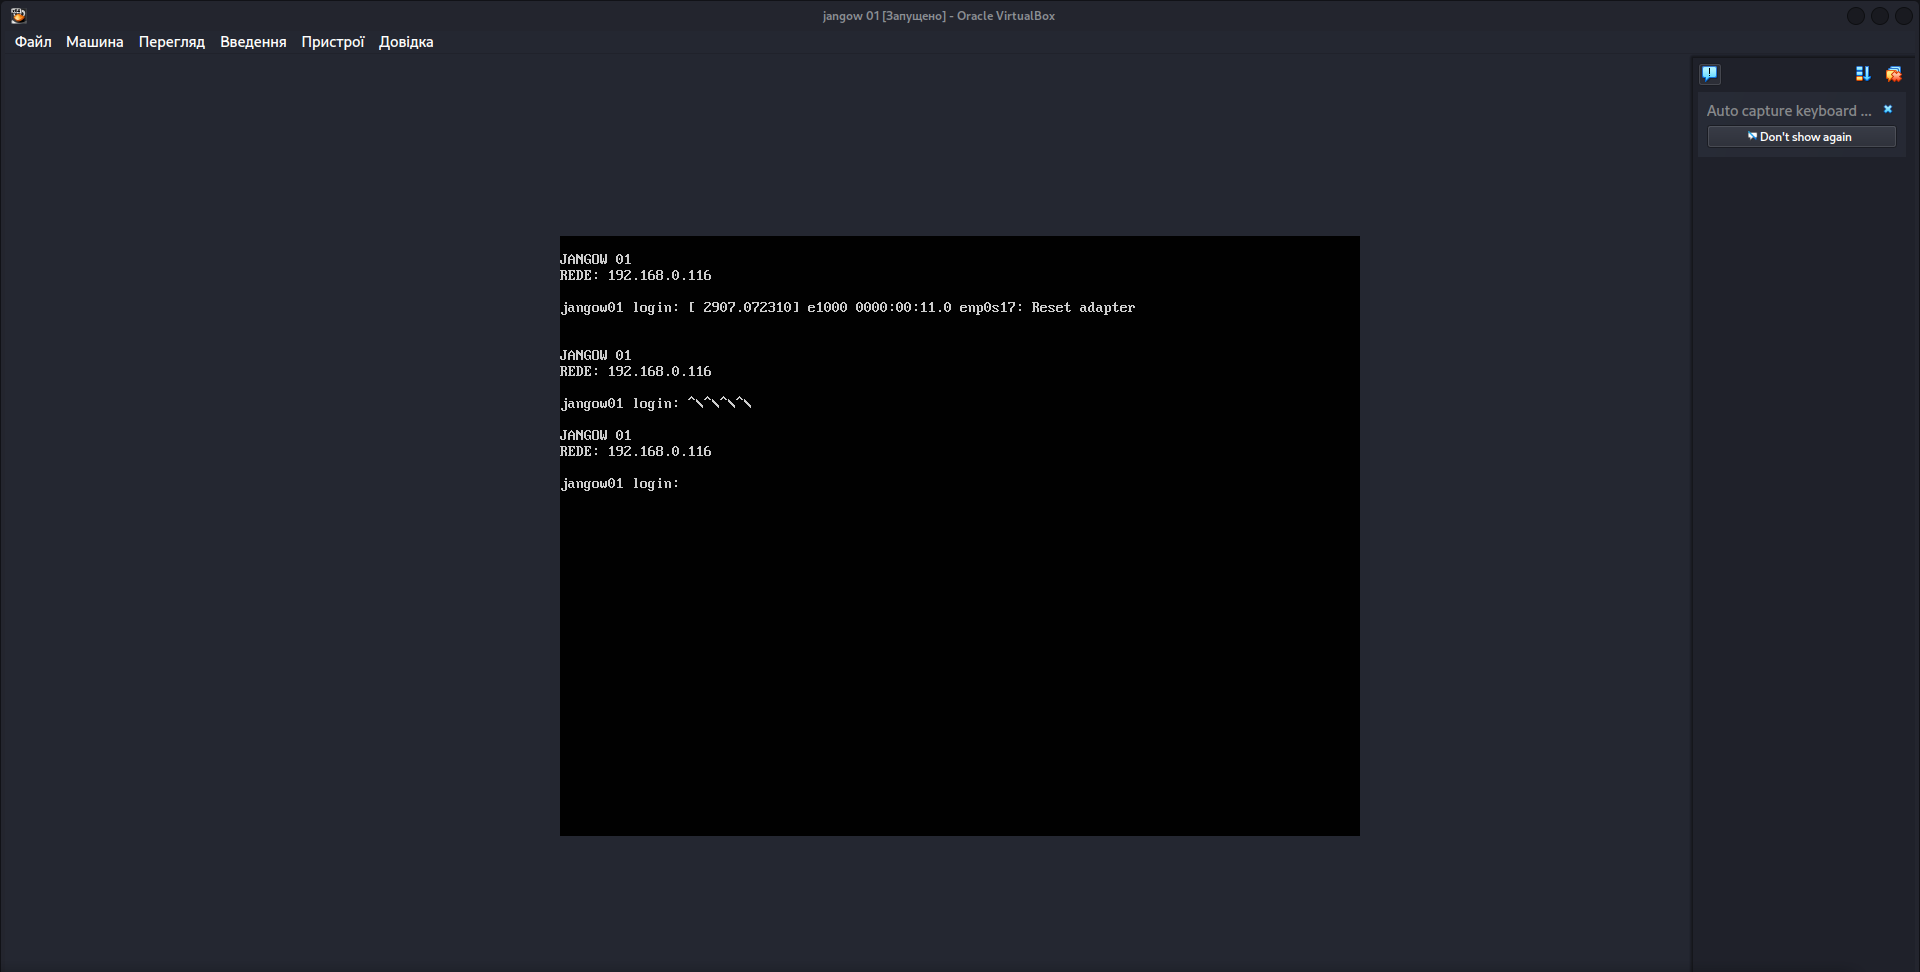 jangow 01 [Запущено] - Oracle VirtualBox
Файл Машина Перегляд Введення Пристрої Довідка
Auto capture keyboard ...
Don't show again
JANGOW 01
REDE: 192.168.0.116
jangow01 login: [ 2907.072310] e1000 0000:00:11.0 enp0s17: Reset adapter
JANGOW 01
REDE: 192.168.0.116
jangow01 login: ^\^\^\^\
JANGOW 01
REDE: 192.168.0.116
jangow01 login: